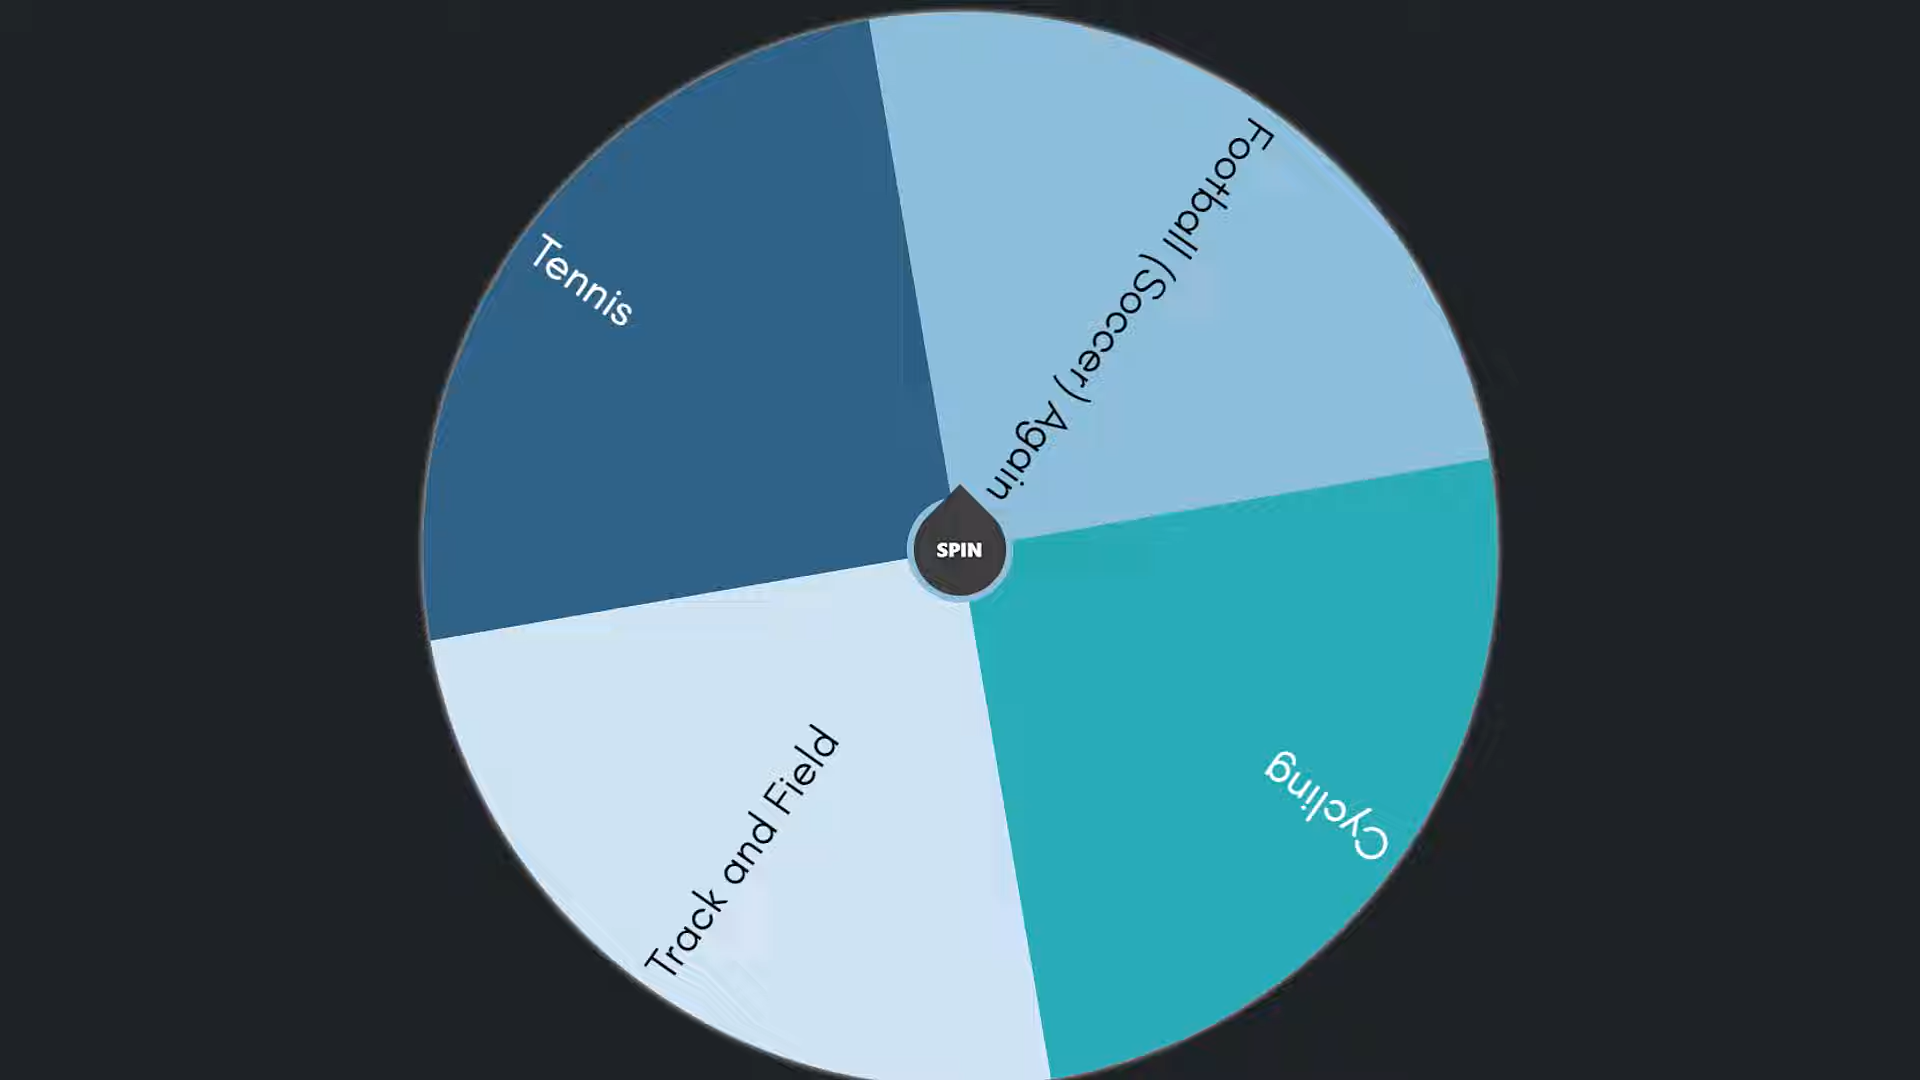 Football (Soccer) Again
Tennis
SPIN
Track and Field
Cycling